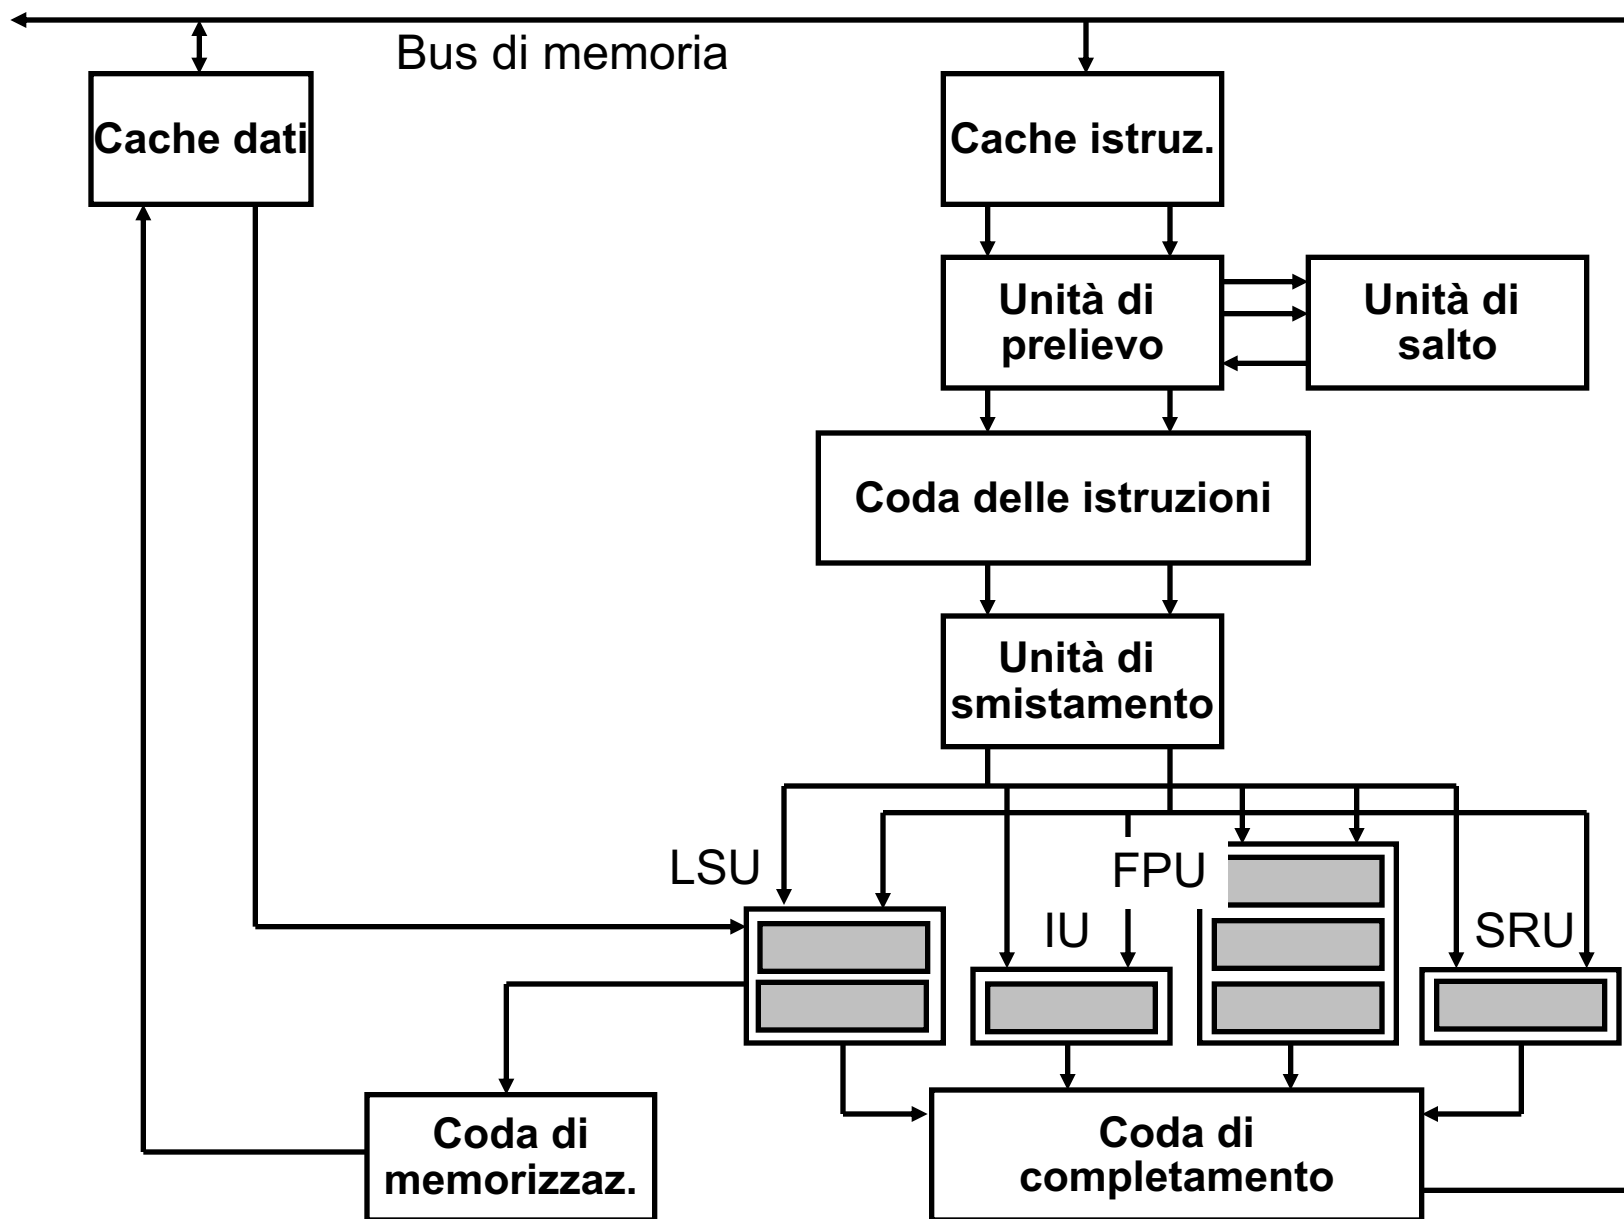 Bus di memoria
Cache dati
Cache istruz.
Unità di
prelievo
Unità di
salto
Coda delle istruzioni
Unità di
smistamento
LSU
FPU
IU
SRU
Coda di
memorizzaz.
Coda di
completamento